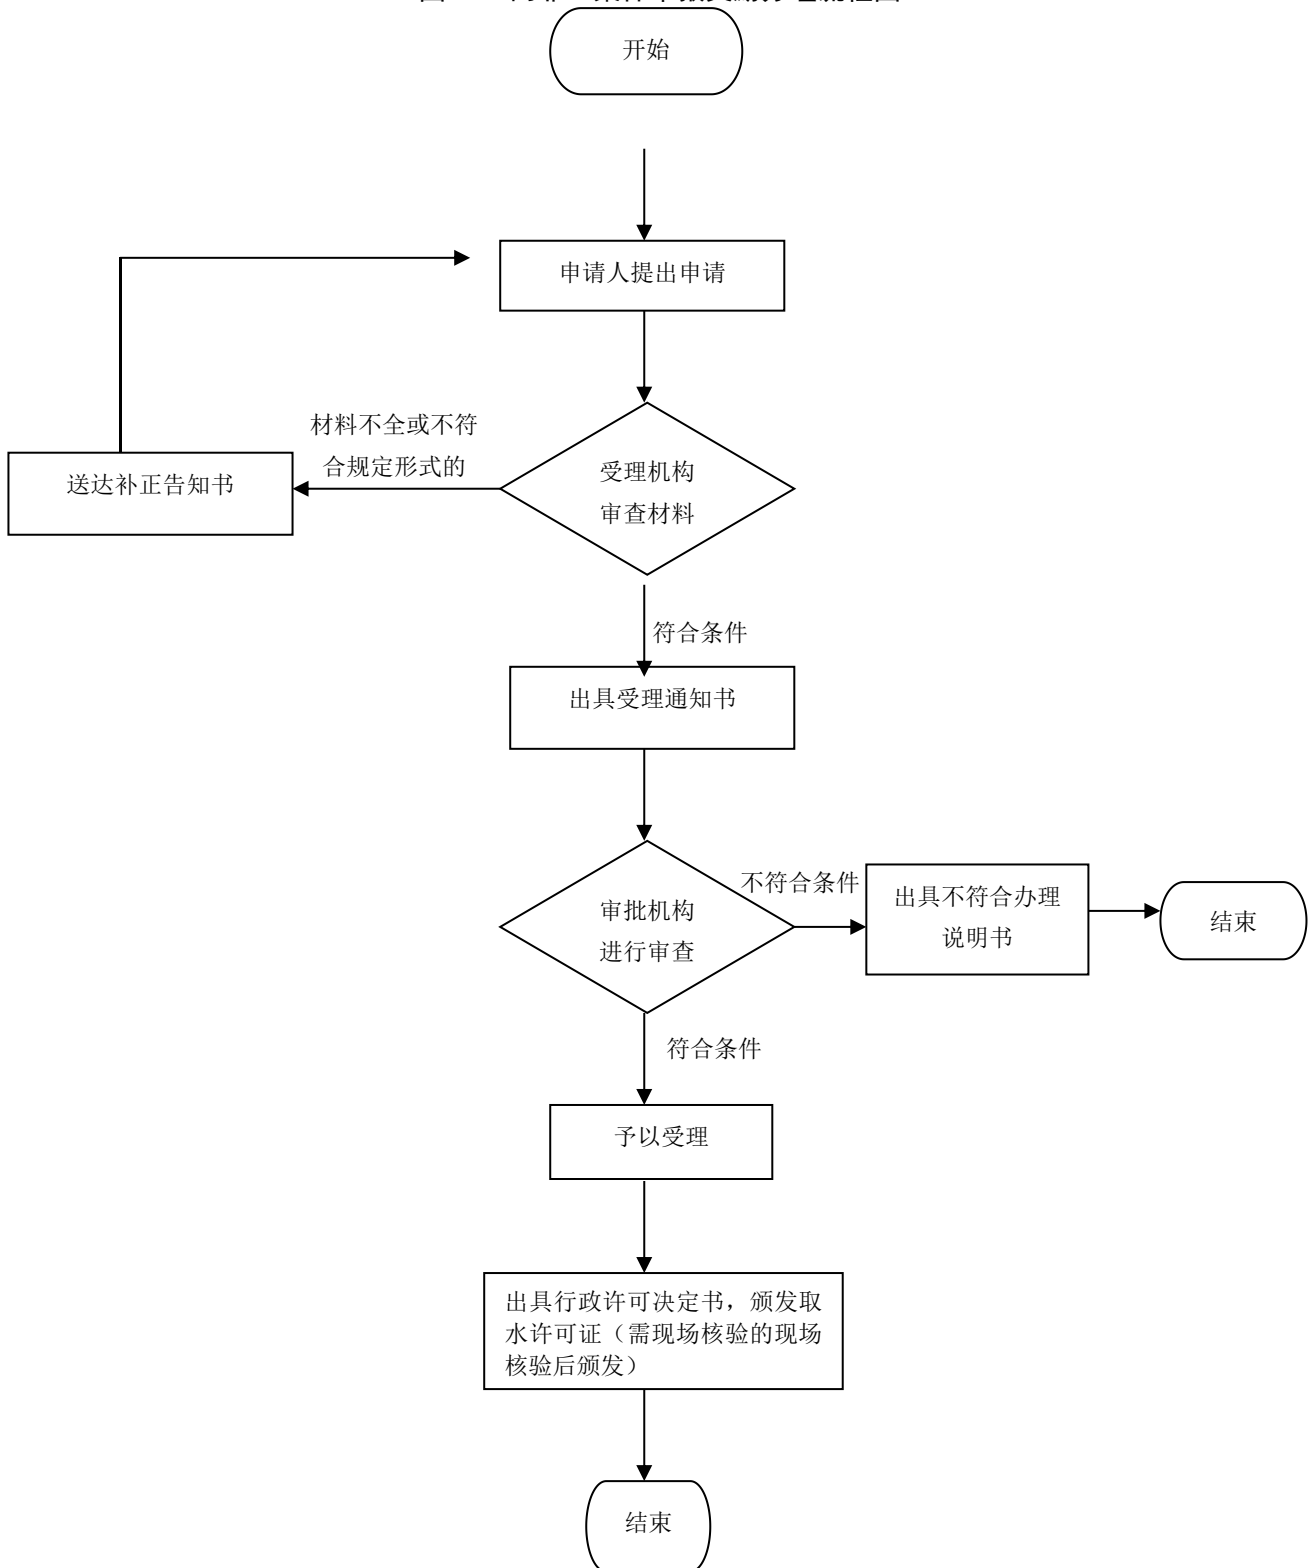 开始
申请人提出申请
材料不全或不符
合规定形式的
送达补正告知书
受理机构
审查材料
符合条件
出具受理通知书
不符合条件
审批机构
进行审查
出具不符合办理
说明书
结束
符合条件
予以受理
出具行政许可决定书，颁发取
水许可证（需现场核验的现场
核验后颁发）
结束